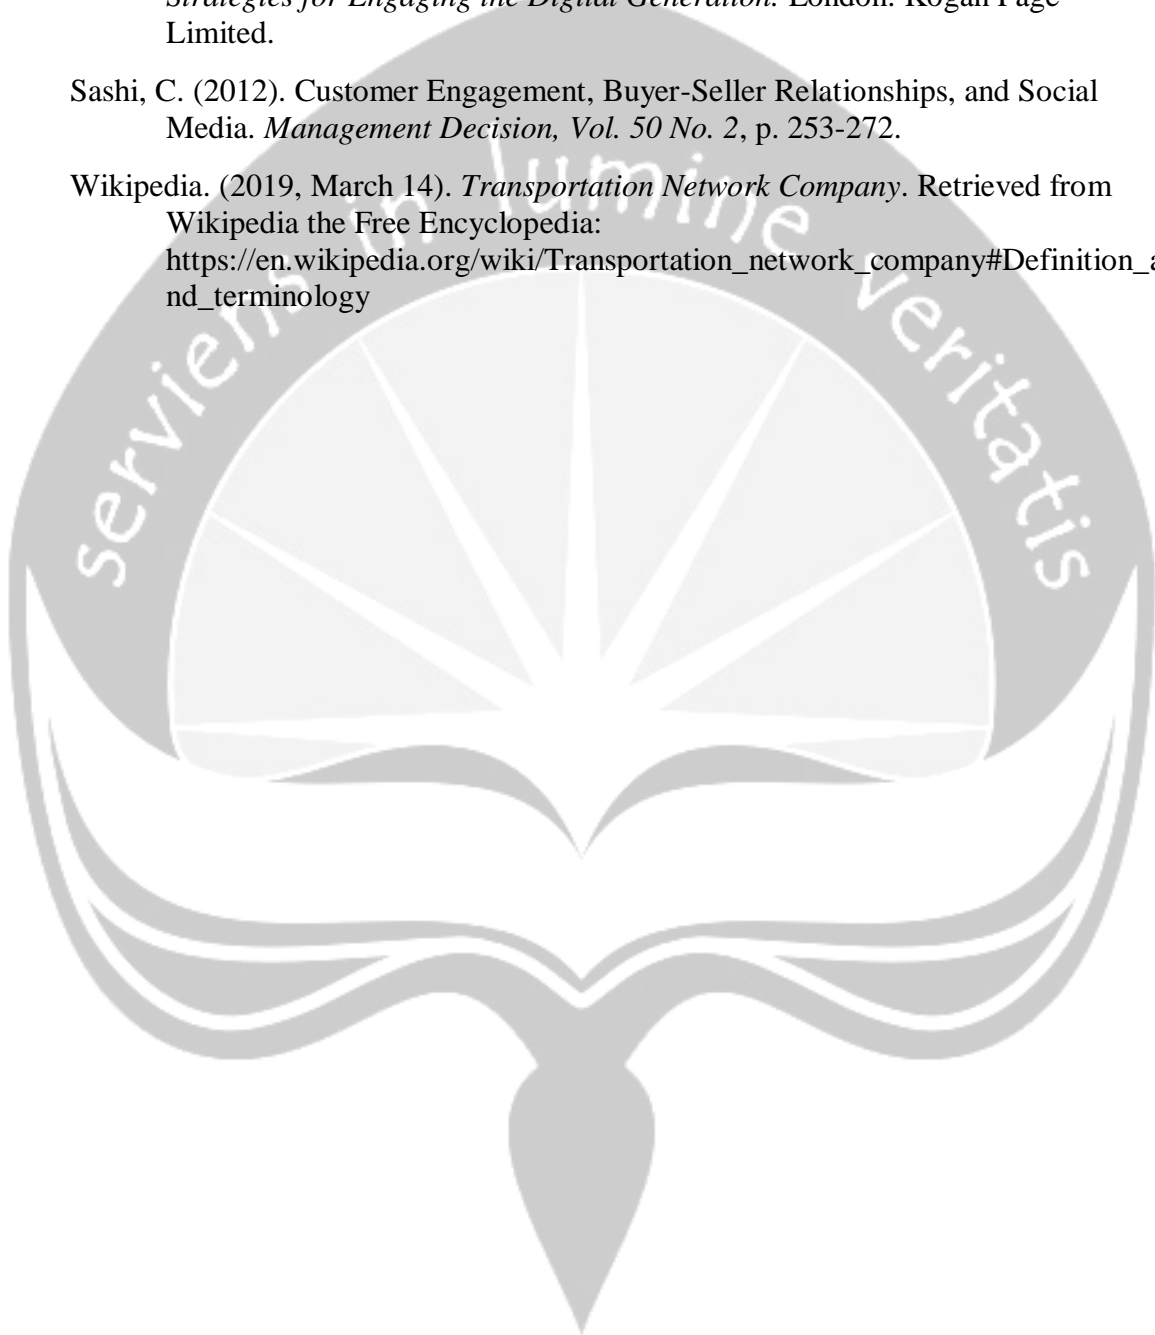 Strategies for Engaging the Digital Generation. London: Kogan Page
Limited.
Sashi, C. (2012). Customer Engagement, Buyer-Seller Relationships, and Social
Media. Management Decision, Vol. 50 No. 2, p. 253-272.
Wikipedia. (2019, March 14). Transportation Network Company. Retrieved from
Wikipedia the Free Encyclopedia:
https://en.wikipedia.org/wiki/Transportation_network_company#Definition_a
nd_terminology
serviens in lumine veritatis